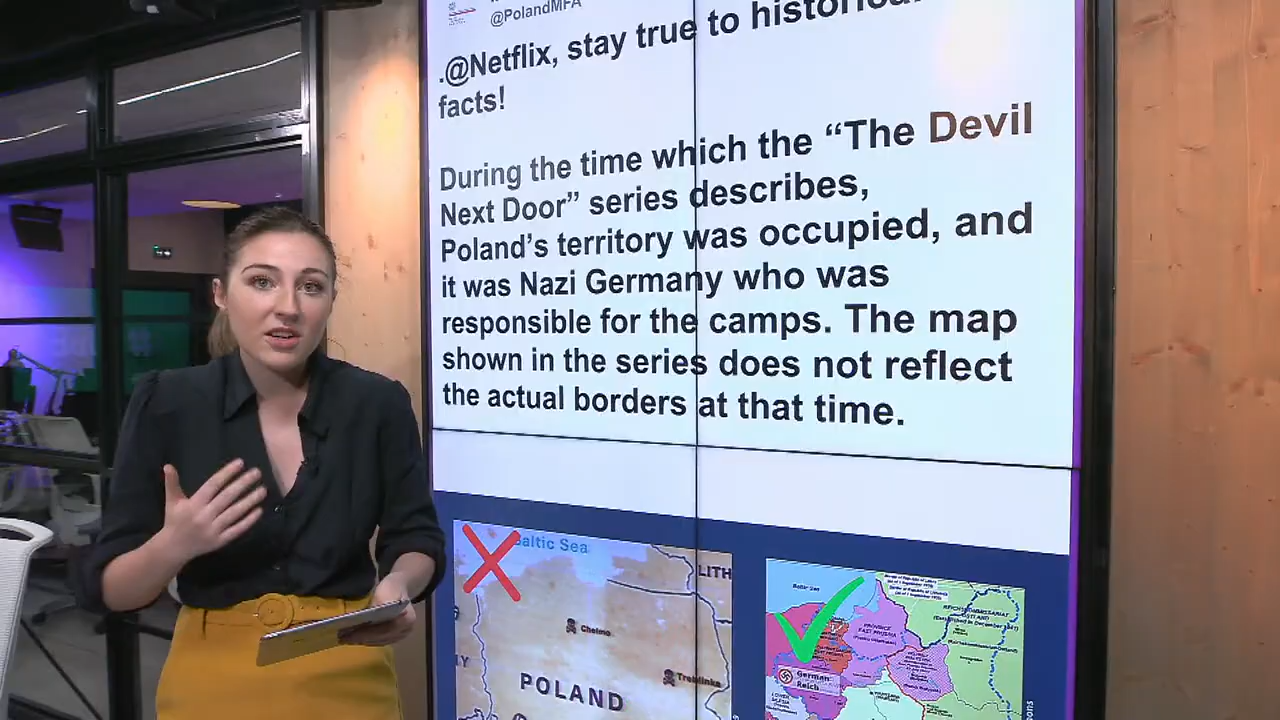 @PolandMFA
.@Netflix, stay true to historical
facts!
During the time which the “The Devil
Next Door” series describes,
Poland’s territory was occupied, and
it was Nazi Germany who was
responsible for the camps. The map
shown in the series does not reflect
the actual borders at that time.
Baltic Sea
LITH
Chelmo
Treblinka
POLAND
Baltic Sea
PROVINCE
EAST PRUSSIA
REICHSKOMMISSARIAT
OSTLAND
German
Reich